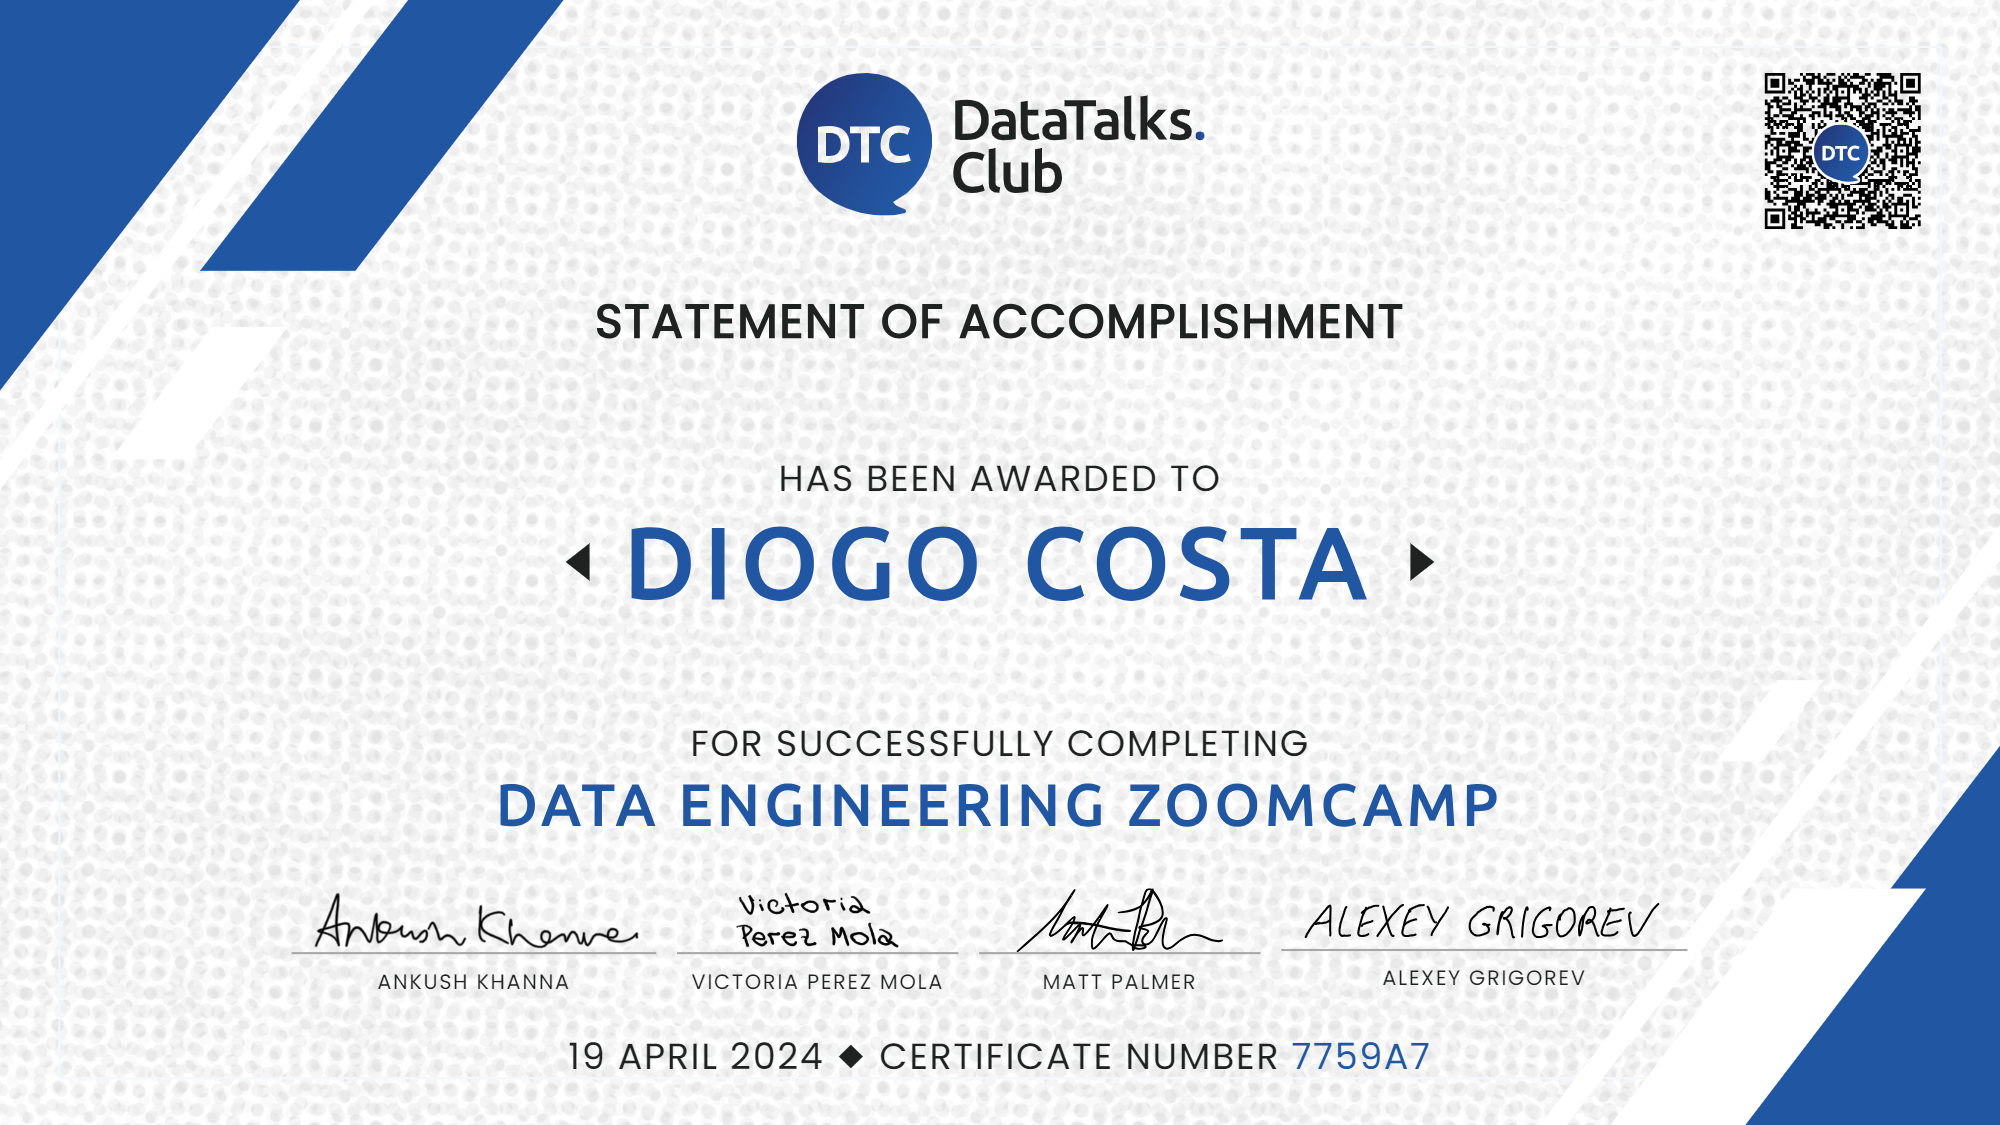 DTC
DataTalks.
Club
DTC
STATEMENT OF ACCOMPLISHMENT
HAS BEEN AWARDED TO
DIOGO COSTA
FOR SUCCESSFULLY COMPLETING
DATA ENGINEERING ZOOMCAMP
Ankush Khanna
Victoria
Perez Mola
ALEXEY GRIGOREV
ANKUSH KHANNA
VICTORIA PEREZ MOLA
MATT PALMER
ALEXEY GRIGOREV
19 APRIL 2024 ◆ CERTIFICATE NUMBER 7759A7